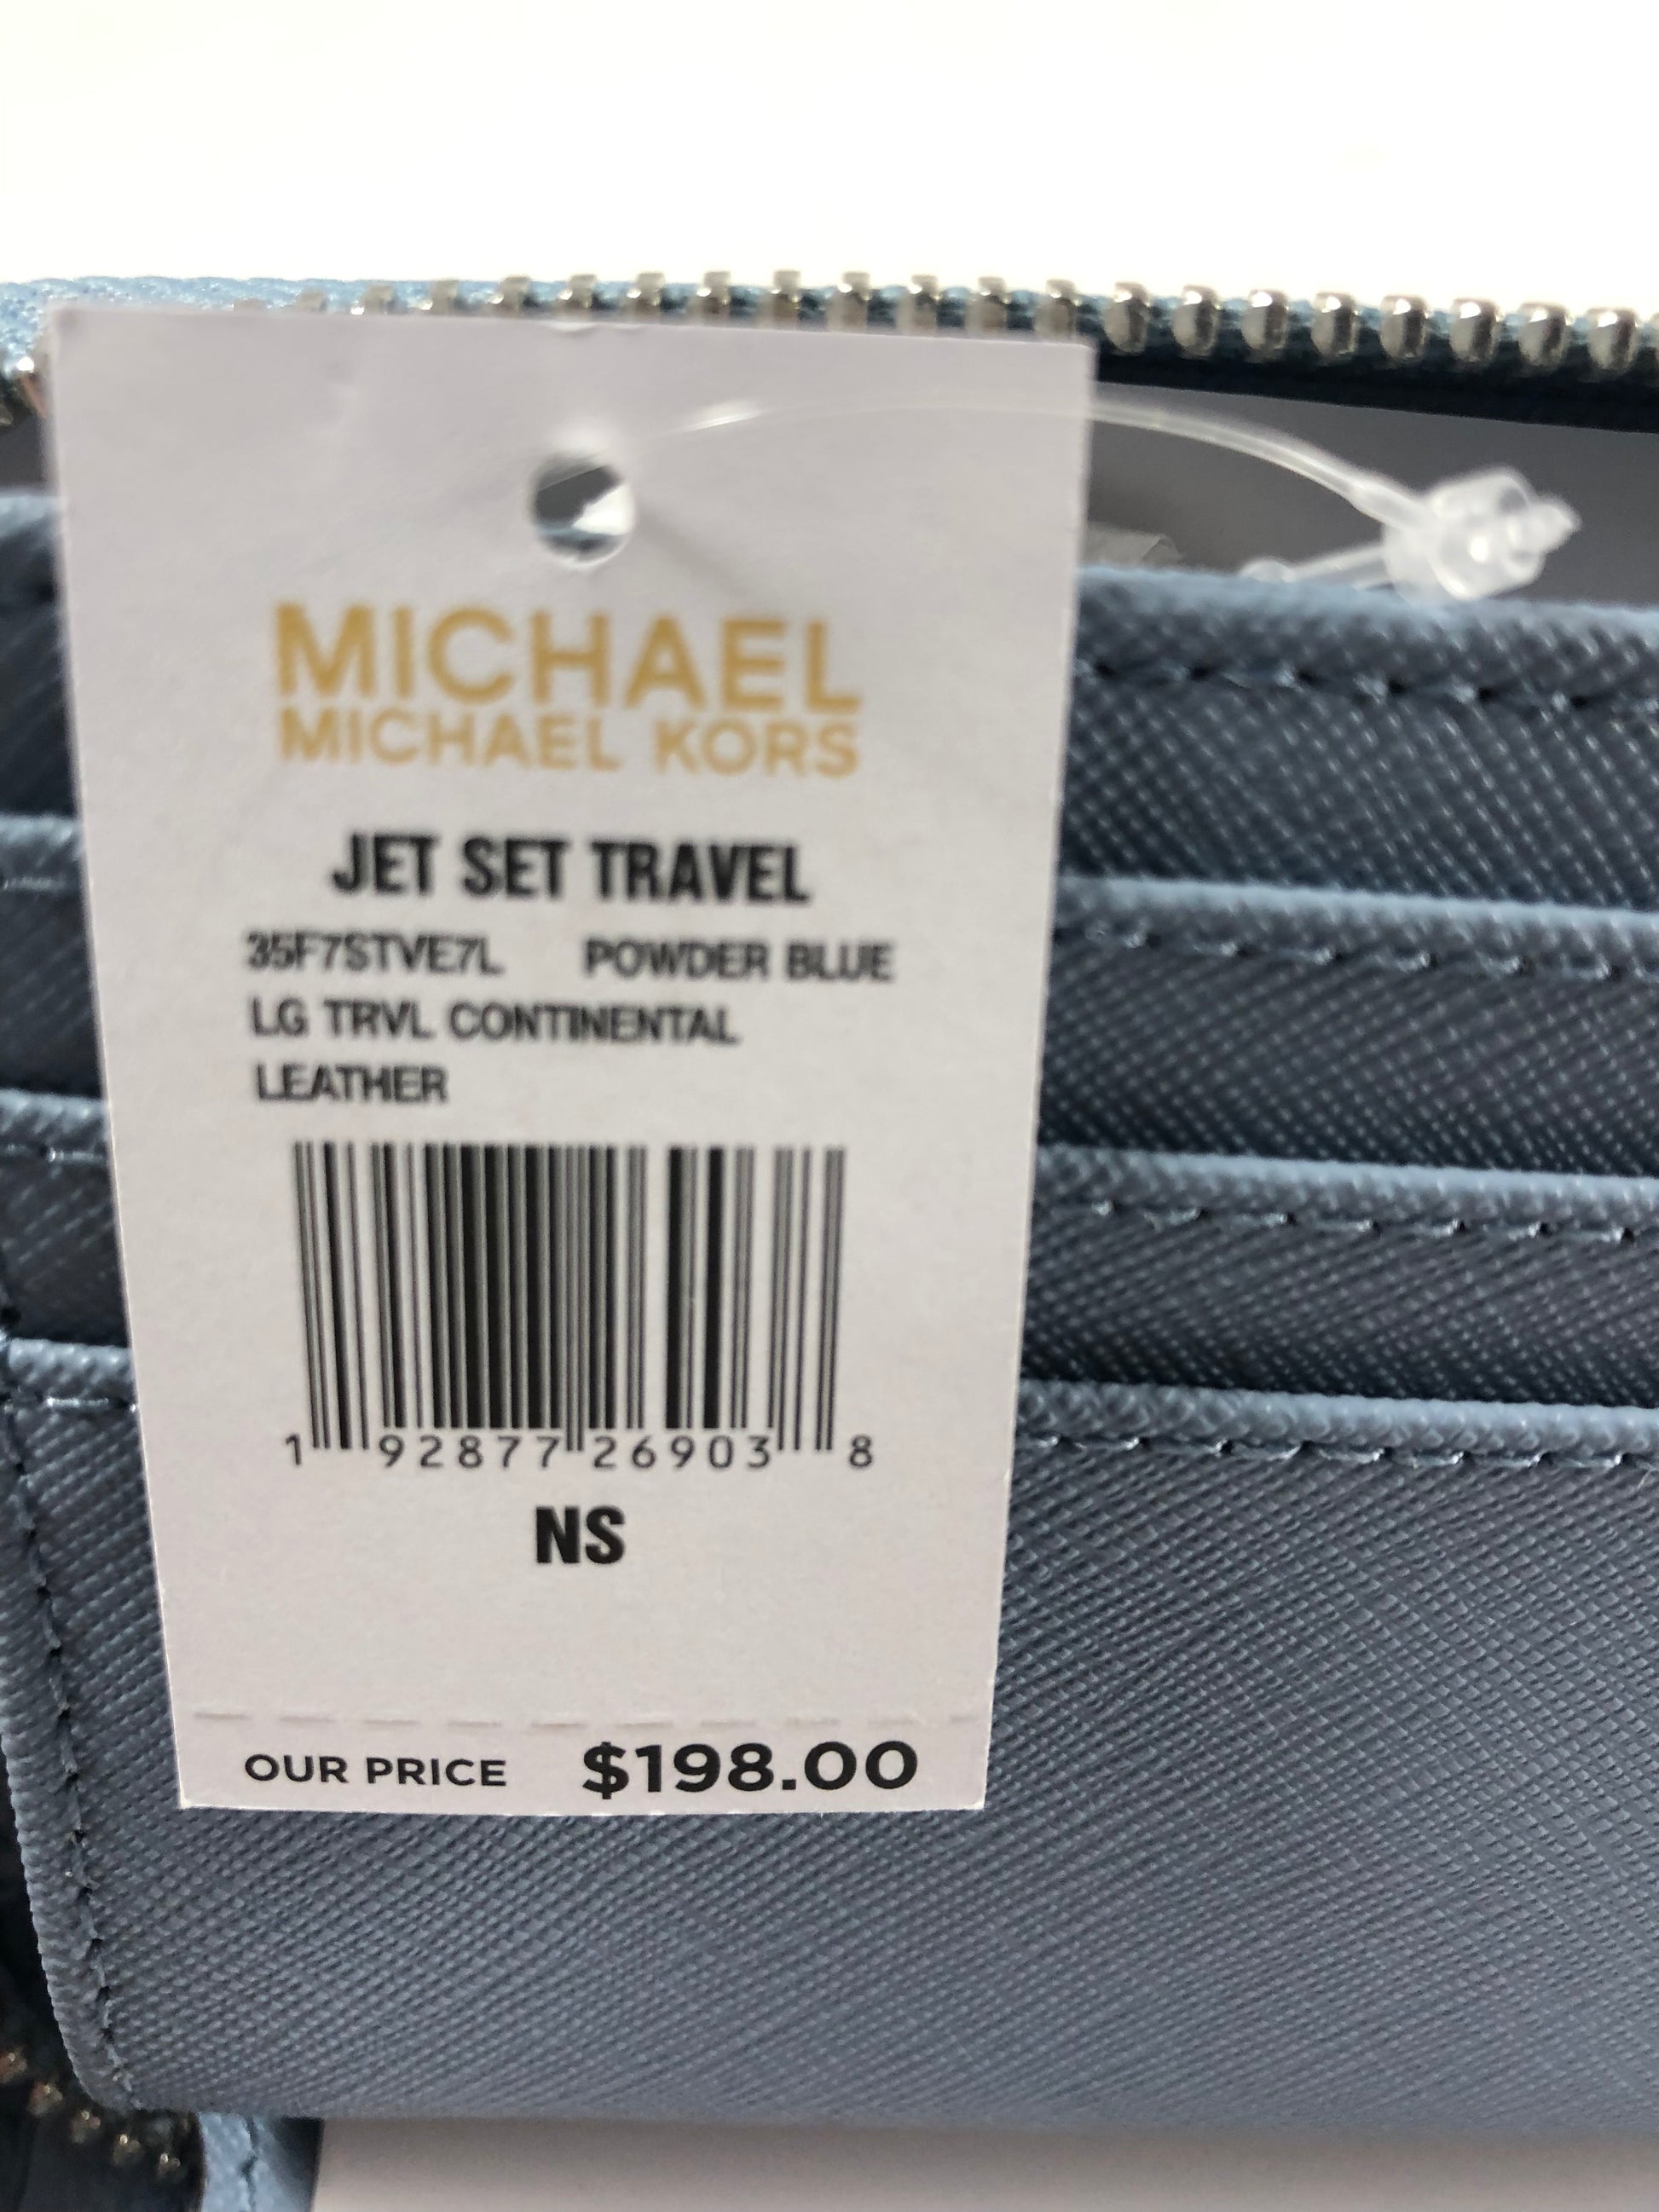 MICHAEL
MICHAEL KORS
JET SET TRAVEL
35F7STVE7L POWDER BLUE
LG TRVL CONTINENTAL
LEATHER
1 92877 26903 8
NS
OUR PRICE $198.00